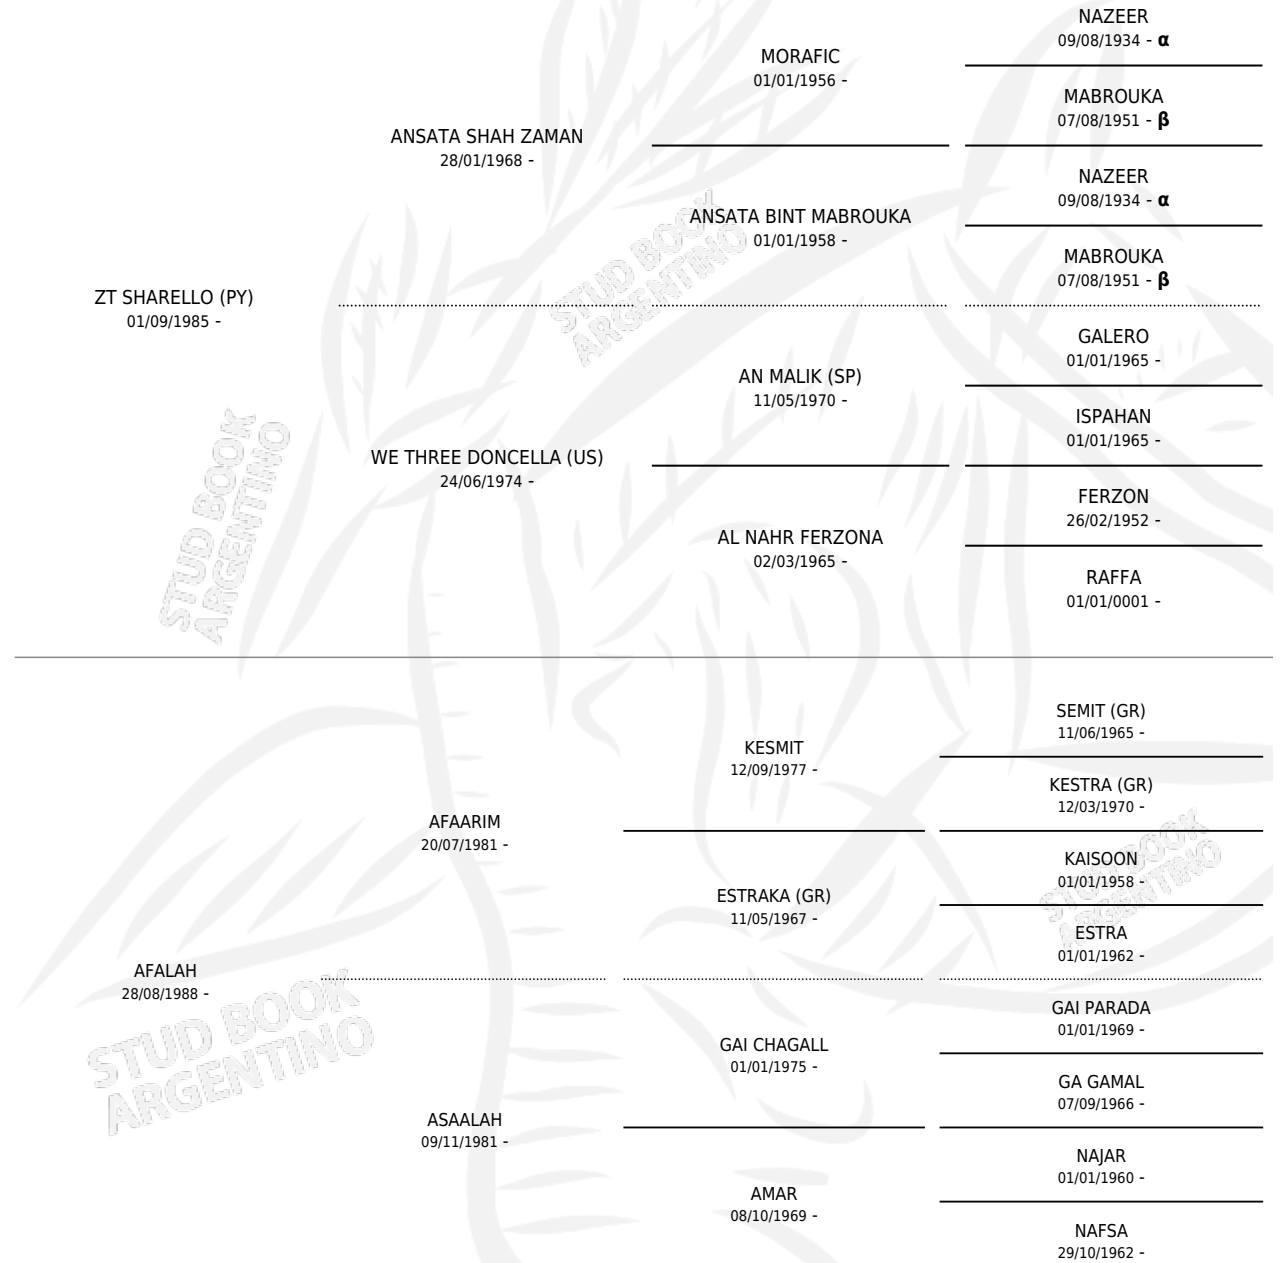 NAZEER
09/08/1934 - α
MORAFIC
01/01/1956 -
MABROUKA
07/08/1951 - β
ANSATA SHAH ZAMAN
28/01/1968 -
NAZEER
09/08/1934 - α
ANSATA BINT MABROUKA
01/01/1958 -
MABROUKA
07/08/1951 - β
ZT SHARELLO (PY)
01/09/1985 -
GALERO
01/01/1965 -
AN MALIK (SP)
11/05/1970 -
ISPAHAN
01/01/1965 -
WE THREE DONCELLA (US)
24/06/1974 -
FERZON
26/02/1952 -
AL NAHR FERZONA
02/03/1965 -
RAFFA
01/01/0001 -
SEMIT (GR)
11/06/1965 -
KESMIT
12/09/1977 -
KESTRA (GR)
12/03/1970 -
AFAARIM
20/07/1981 -
KAISOON
01/01/1958 -
ESTRAKA (GR)
11/05/1967 -
ESTRA
01/01/1962 -
AFALAH
28/08/1988 -
GAI PARADA
01/01/1969 -
GAI CHAGALL
01/01/1975 -
GA GAMAL
07/09/1966 -
ASAALAH
09/11/1981 -
NAJAR
01/01/1960 -
AMAR
08/10/1969 -
NAFSA
29/10/1962 -
STUD BOOK
ARGENTINO
STUD BOOK
ARGENTINO
STUD BOOK
ARGENTINO
STUD BOOK
ARGENTINO